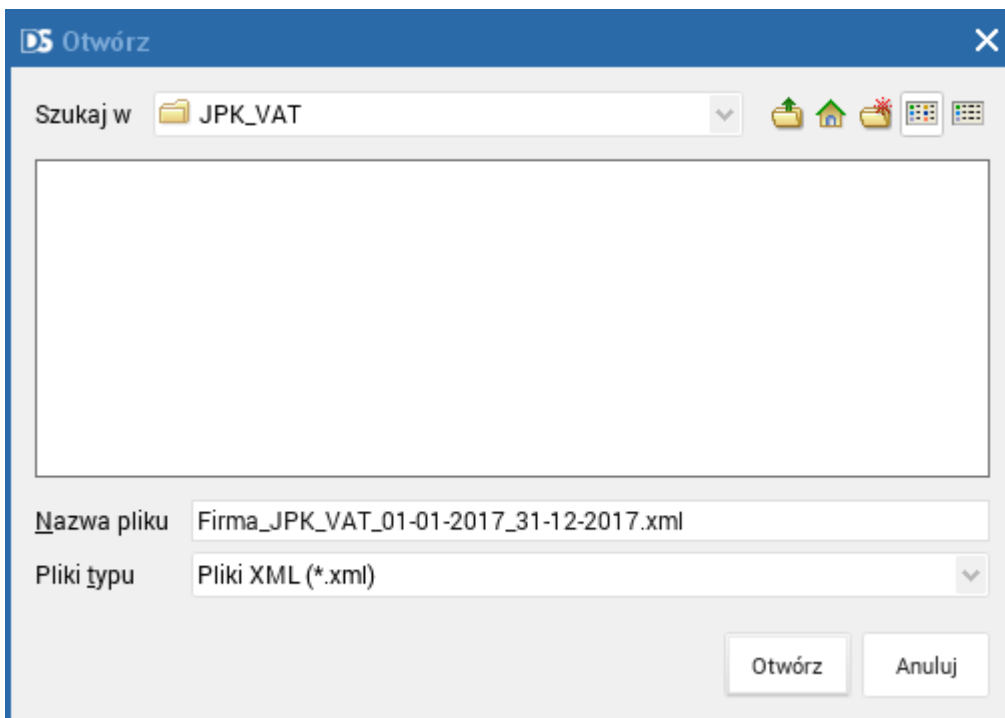 DS Otwórz
Szukaj w JPK_VAT
Nazwa pliku Firma_JPK_VAT_01-01-2017_31-12-2017.xml
Pliki typu Pliki XML (*.xml)
Otwórz Anuluj